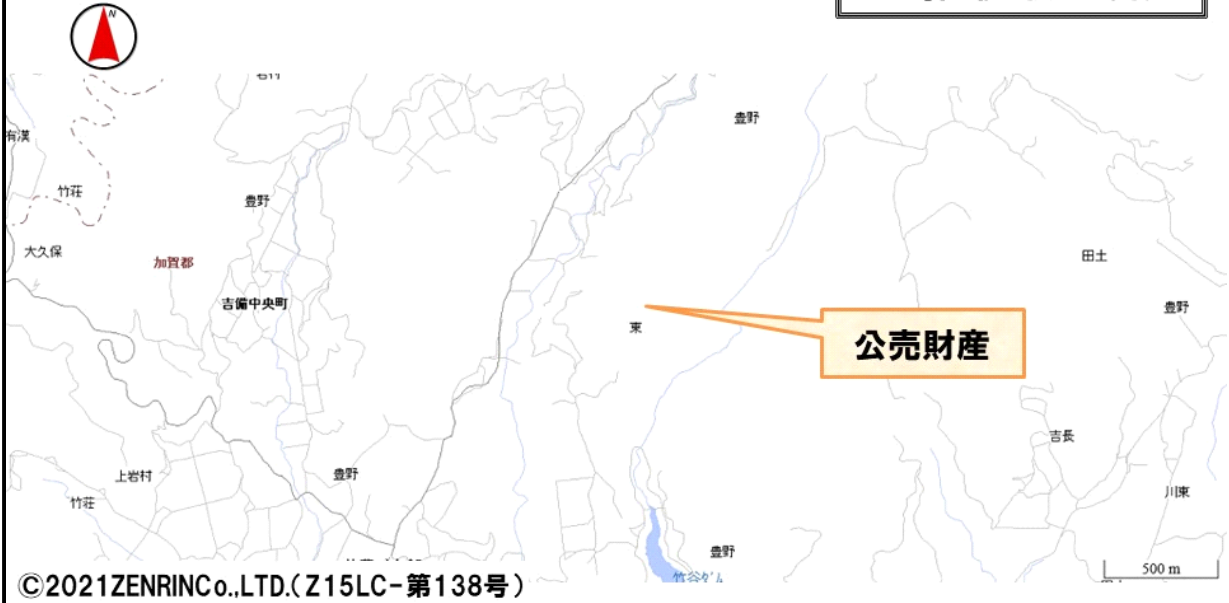 N
豊野
有漢
竹荘
豊野
大久保
加賀郡
田土
吉備中央町
豊野
東
公売財産
吉長
上岩村
豊野
竹荘
川東
豊野
500 m
竹谷ダム
©2021ZENRINCo.,LTD.(Z15LC-第138号)